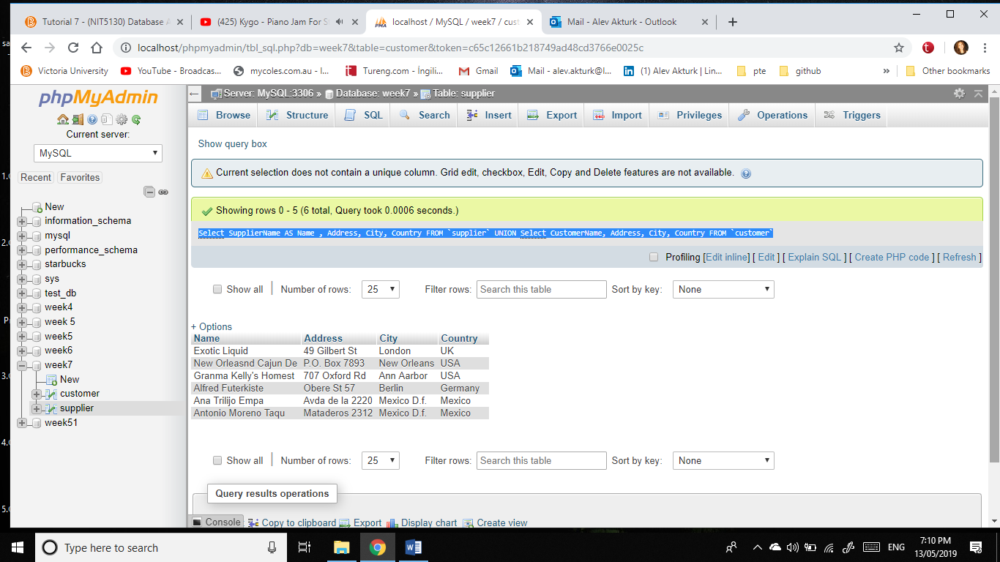 Tutorial 7 - (NIT5130) Database A
(425) Kygo - Piano Jam For S
localhost / MySQL / week7 / cust
Mail - Alev Akturk - Outlook
localhost/phpmyadmin/tbl_sql.php?db=week7&table=customer&token=c65c12661b218749ad48cd3766e0025c
Victoria University
YouTube - Broadcas...
mycoles.com.au - l...
Tureng.com - İngili...
Gmail
Mail - alev.akturk@l...
(1) Alev Akturk | Lin...
pte
github
»
Other bookmarks
phpMyAdmin
Current server:
MySQL
Recent
Favorites
New
information_schema
mysql
performance_schema
starbucks
sys
test_db
week4
week 5
week5
week6
week7
New
customer
supplier
week51
Server: MySQL:3306 » Database: week7 » Table: supplier
Browse
Structure
SQL
Search
Insert
Export
Import
Privileges
Operations
Triggers
Show query box
Current selection does not contain a unique column. Grid edit, checkbox, Edit, Copy and Delete features are not available.
Showing rows 0 - 5 (6 total, Query took 0.0006 seconds.)
Select SupplierName AS Name , Address, City, Country FROM `supplier` UNION Select CustomerName, Address, City, Country FROM `customer`
Profiling [Edit inline] [ Edit ] [ Explain SQL ] [ Create PHP code ] [ Refresh ]
Show all | Number of rows: 25 Filter rows: Search this table Sort by key: None
+ Options
Name Address City Country
Exotic Liquid 49 Gilbert St London UK
New Orleasnd Cajun De P.O. Box 7893 New Orleans USA
Granma Kelly's Homest 707 Oxford Rd Ann Aarbor USA
Alfred Futerkiste Obere St 57 Berlin Germany
Ana Trilijo Empa Avda de la 2220 Mexico D.f. Mexico
Antonio Moreno Taqu Mataderos 2312 Mexico D.f. Mexico
Show all | Number of rows: 25 Filter rows: Search this table Sort by key: None
Query results operations
Console
Copy to clipboard
Export
Display chart
Create view
Type here to search
ENG
7:10 PM
13/05/2019